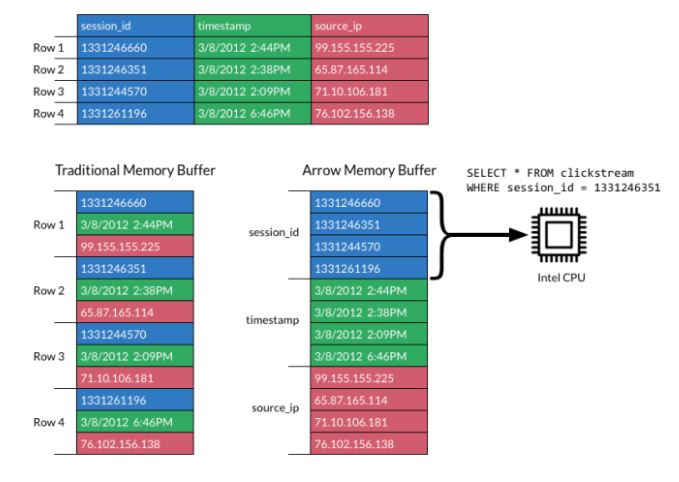 session_id timestamp source_ip
Row 1 1331246660 3/8/2012 2:44PM 99.155.155.225
Row 2 1331246351 3/8/2012 2:38PM 65.87.165.114
Row 3 1331244570 3/8/2012 2:09PM 71.10.106.181
Row 4 1331261196 3/8/2012 6:46PM 76.102.156.138
Traditional Memory Buffer
1331246660
Row 1 3/8/2012 2:44PM
99.155.155.225
1331246351
Row 2 3/8/2012 2:38PM
65.87.165.114
1331244570
Row 3 3/8/2012 2:09PM
71.10.106.181
1331261196
Row 4 3/8/2012 6:46PM
76.102.156.138
Arrow Memory Buffer
session_id
1331246660
1331246351
1331244570
1331261196
timestamp
3/8/2012 2:44PM
3/8/2012 2:38PM
3/8/2012 2:09PM
3/8/2012 6:46PM
source_ip
99.155.155.225
65.87.165.114
71.10.106.181
76.102.156.138
SELECT * FROM clickstream
WHERE session_id = 1331246351
Intel CPU